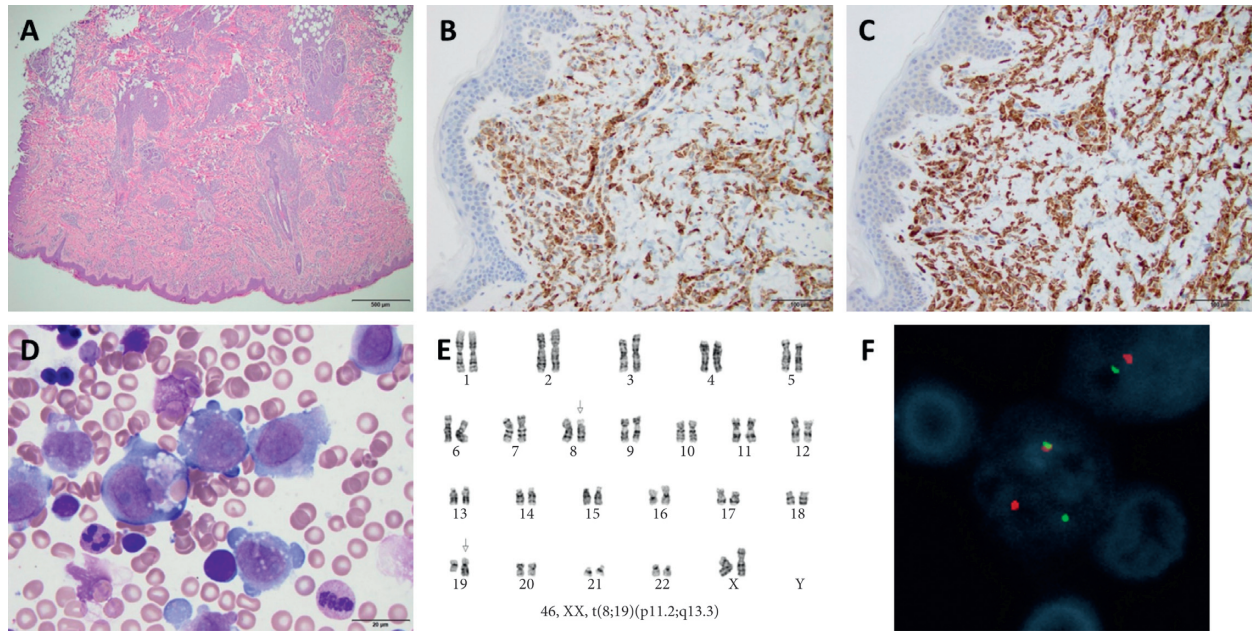 A
500 μm
B
C
D
20 μm
E
1 2 3 4 5
6 7 8 9 10 11 12
13 14 15 16 17 18
19 20 21 22 X Y
46, XX, t(8;19)(p11.2;q13.3)
F